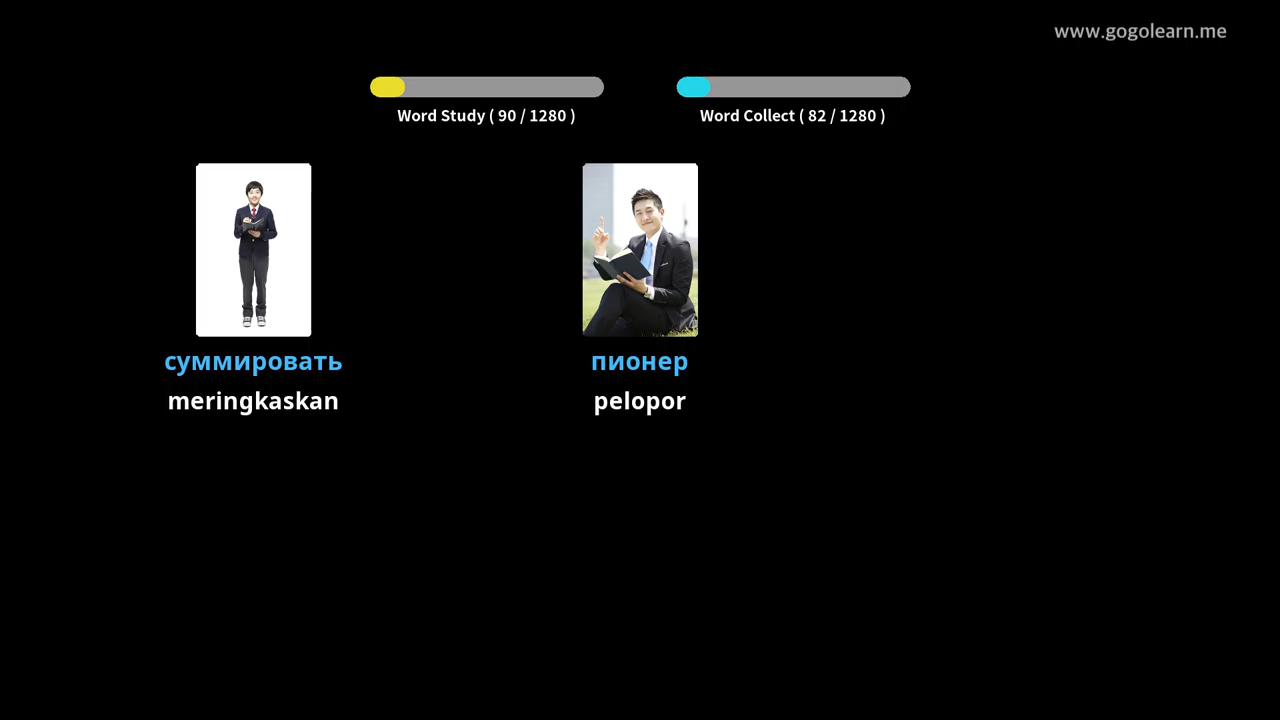 www.gogolearn.me
Word Study ( 90 / 1280 )
Word Collect ( 82 / 1280 )
суммировать
meringkaskan
пионер
pelopor